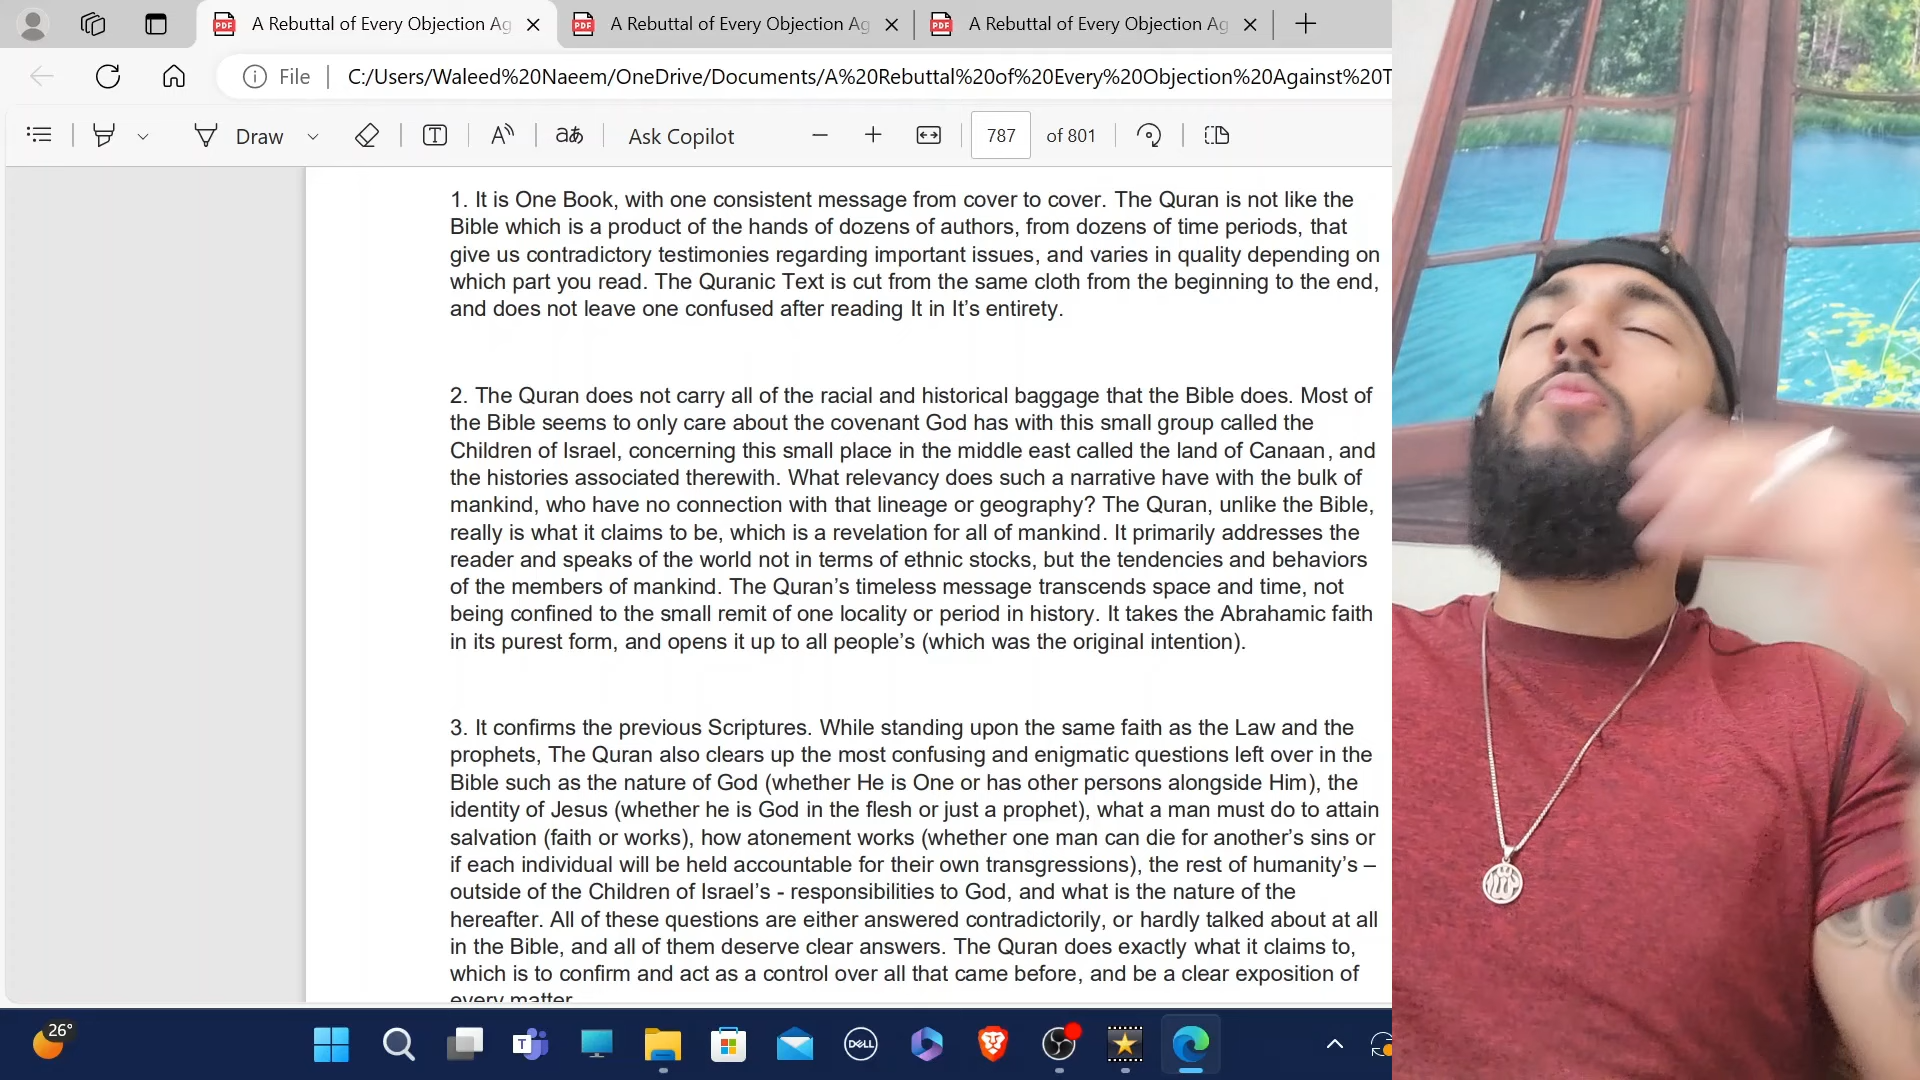 A Rebuttal of Every Objection Ag
A Rebuttal of Every Objection Ag
A Rebuttal of Every Objection Ag
File
C:/Users/Waleed%20Naeem/OneDrive/Documents/A%20Rebuttal%20of%20Every%20Objection%20Against%20T
Draw
Ask Copilot
787
of 801
1. It is One Book, with one consistent message from cover to cover. The Quran is not like the
Bible which is a product of the hands of dozens of authors, from dozens of time periods, that
give us contradictory testimonies regarding important issues, and varies in quality depending on
which part you read. The Quranic Text is cut from the same cloth from the beginning to the end,
and does not leave one confused after reading It in It’s entirety.
2. The Quran does not carry all of the racial and historical baggage that the Bible does. Most of
the Bible seems to only care about the covenant God has with this small group called the
Children of Israel, concerning this small place in the middle east called the land of Canaan, and
the histories associated therewith. What relevancy does such a narrative have with the bulk of
mankind, who have no connection with that lineage or geography? The Quran, unlike the Bible,
really is what it claims to be, which is a revelation for all of mankind. It primarily addresses the
reader and speaks of the world not in terms of ethnic stocks, but the tendencies and behaviors
of the members of mankind. The Quran’s timeless message transcends space and time, not
being confined to the small remit of one locality or period in history. It takes the Abrahamic faith
in its purest form, and opens it up to all people’s (which was the original intention).
3. It confirms the previous Scriptures. While standing upon the same faith as the Law and the
prophets, The Quran also clears up the most confusing and enigmatic questions left over in the
Bible such as the nature of God (whether He is One or has other persons alongside Him), the
identity of Jesus (whether he is God in the flesh or just a prophet), what a man must do to attain
salvation (faith or works), how atonement works (whether one man can die for another’s sins or
if each individual will be held accountable for their own transgressions), the rest of humanity’s –
outside of the Children of Israel’s - responsibilities to God, and what is the nature of the
hereafter. All of these questions are either answered contradictorily, or hardly talked about at all
in the Bible, and all of them deserve clear answers. The Quran does exactly what it claims to,
which is to confirm and act as a control over all that came before, and be a clear exposition of
every matter.
26°
DELL